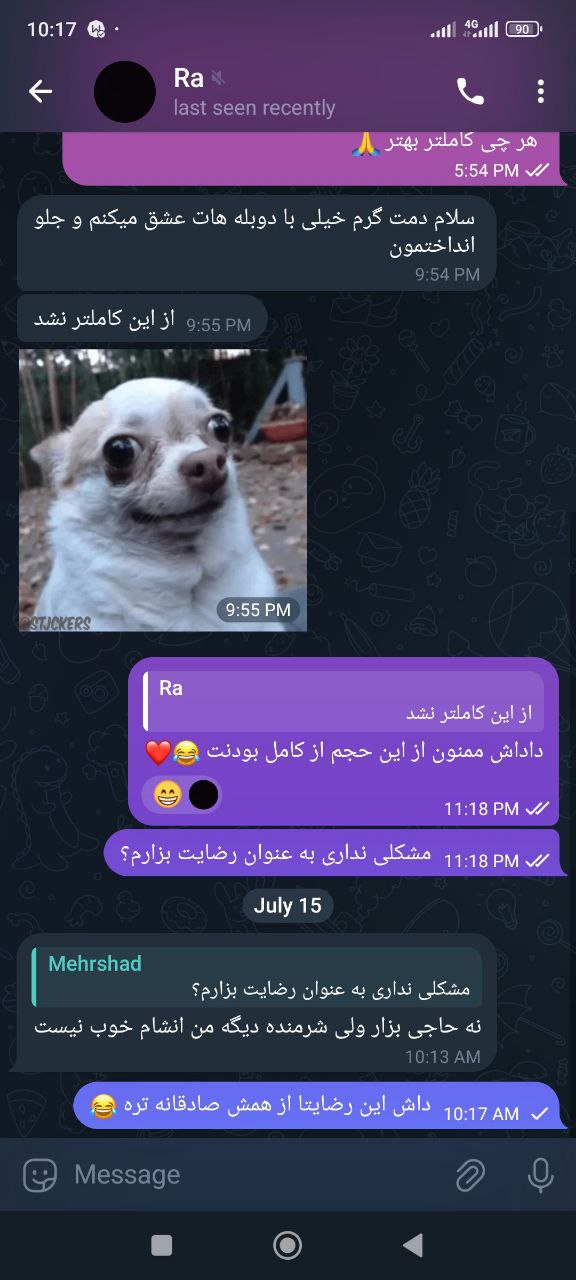 10:17
4G
90
Ra
last seen recently
هر چی کاملتر بهتر 🙏
5:54 PM
سلام دمت گرم خیلی با دوبله هات عشق میکنم و جلو
انداختمون
9:54 PM
از این کاملتر نشد 9:55 PM
@STJCKERS
9:55 PM
Ra
از این کاملتر نشد
داداش ممنون از این حجم از کامل بودنت 😂❤️
😁
11:18 PM
مشکلی نداری به عنوان رضایت بزارم؟ 11:18 PM
July 15
Mehrshad
مشکلی نداری به عنوان رضایت بزارم؟
نه حاجی بزار ولی شرمنده دیگه من انشام خوب نیست
10:13 AM
داش این رضایتا از همش صادقانه تره 😂 10:17 AM
Message